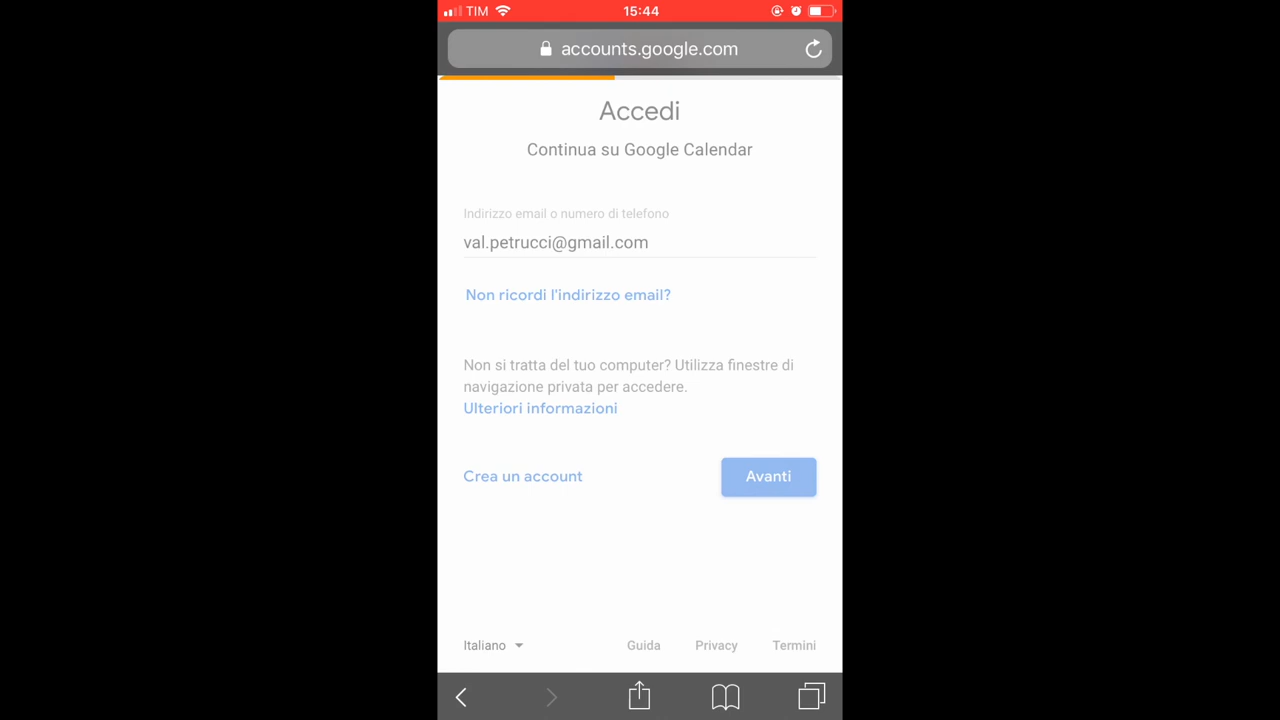 TIM 15:44
accounts.google.com
Accedi
Continua su Google Calendar
Indirizzo email o numero di telefono
val.petrucci@gmail.com
Non ricordi l'indirizzo email?
Non si tratta del tuo computer? Utilizza finestre di
navigazione privata per accedere.
Ulteriori informazioni
Crea un account Avanti
Italiano Guida Privacy Termini